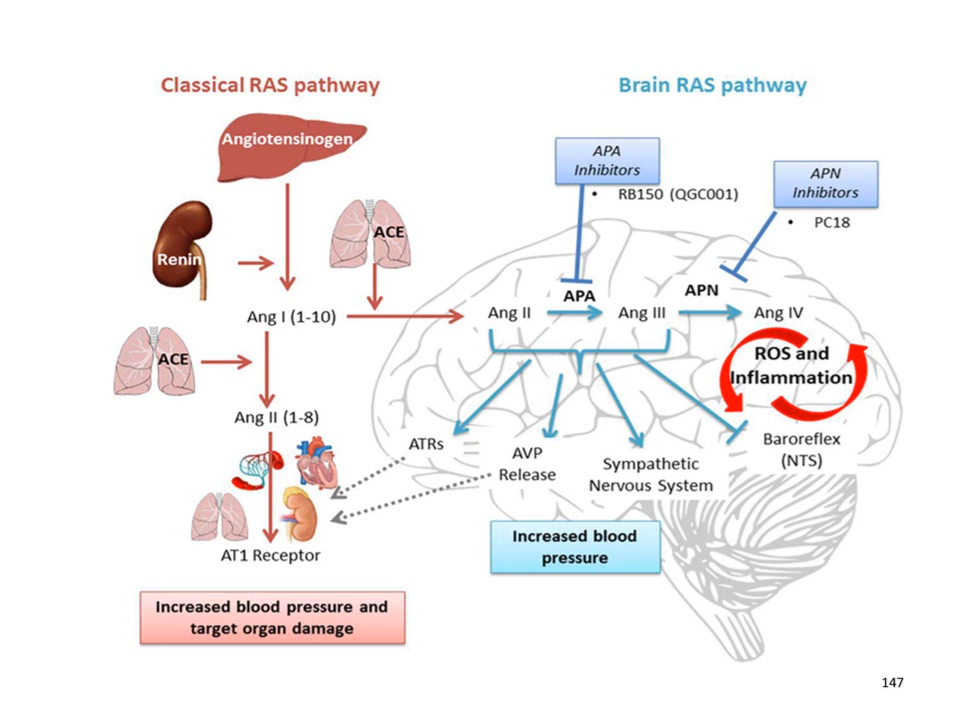 Classical RAS pathway
Brain RAS pathway
Angiotensinogen
APA
Inhibitors
• RB150 (QGC001)
APN
Inhibitors
• PC18
ACE
Renin
Ang I (1-10)
Ang II
APA
Ang III
APN
Ang IV
ACE
ROS and
Inflammation
Ang II (1-8)
ATRs
AVP
Release
Sympathetic
Nervous System
Baroreflex
(NTS)
AT1 Receptor
Increased blood
pressure
Increased blood pressure and
target organ damage
147